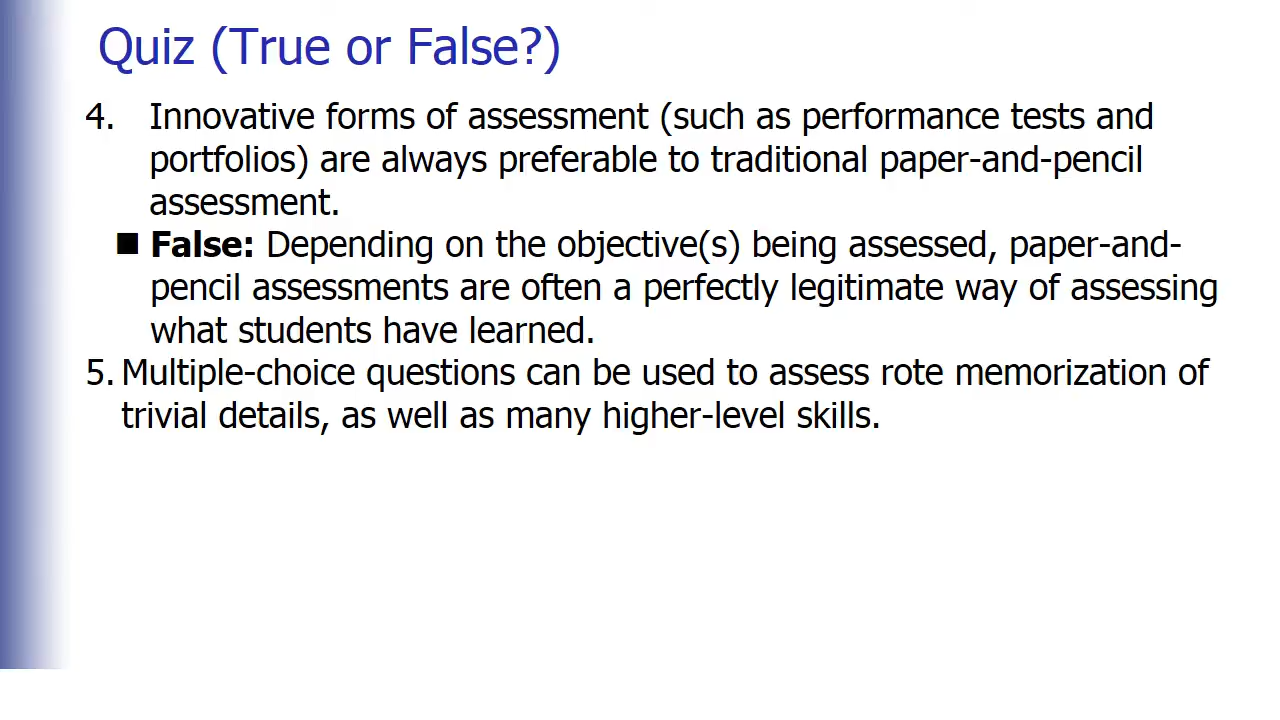 Quiz (True or False?)
4. Innovative forms of assessment (such as performance tests and
portfolios) are always preferable to traditional paper-and-pencil
assessment.
■ False: Depending on the objective(s) being assessed, paper-and-
pencil assessments are often a perfectly legitimate way of assessing
what students have learned.
5. Multiple-choice questions can be used to assess rote memorization of
trivial details, as well as many higher-level skills.